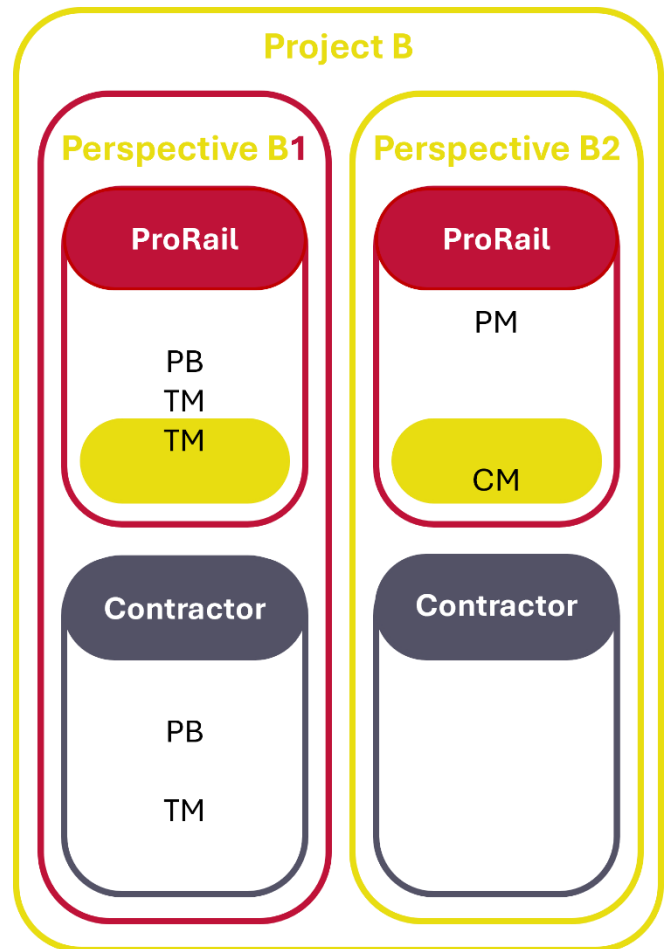 Project B
Perspective B1
ProRail
PB
TM
TM
Contractor
PB
TM
Perspective B2
ProRail
PM
CM
Contractor